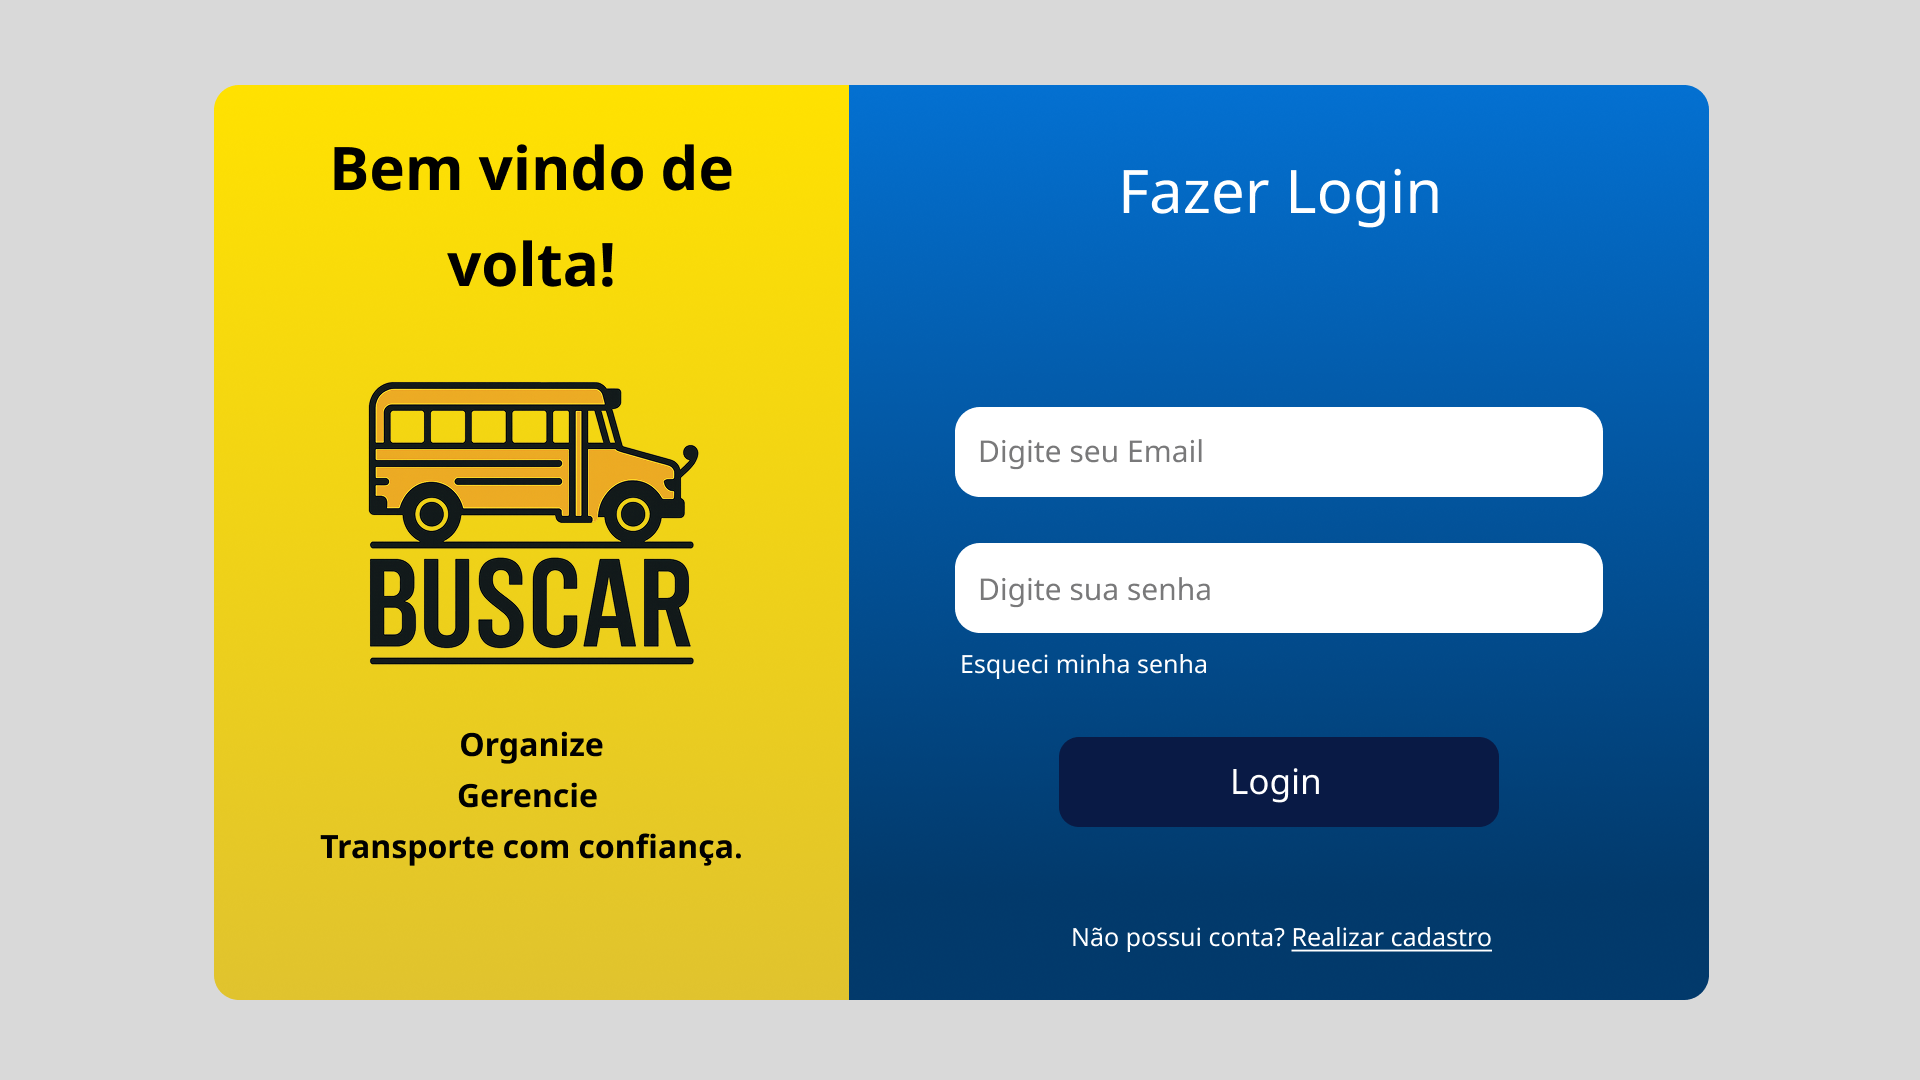 Bem vindo de
volta!
BUSCAR
Organize
Gerencie
Transporte com confiança.
Fazer Login
Digite seu Email
Digite sua senha
Esqueci minha senha
Login
Não possui conta? Realizar cadastro